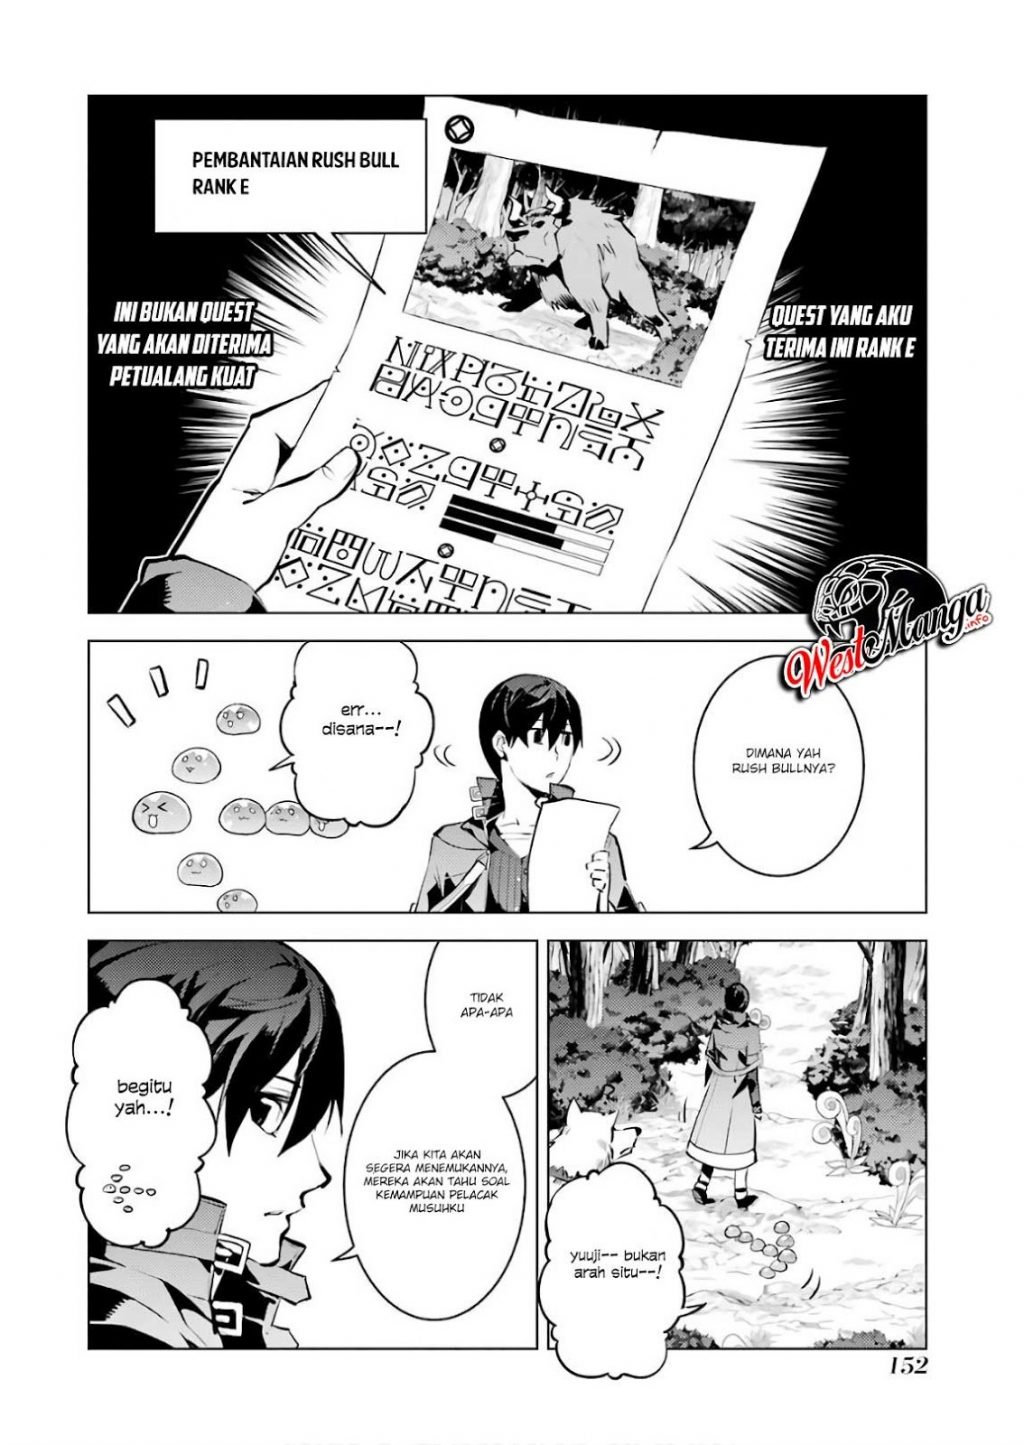 PEMBANTAIAN RUSH BULL
RANK E
QUEST YANG AKU
TERIMA INI RANK E
INI BUKAN QUEST
YANG AKAN DITERIMA
PETUALANG KUAT
WestManga
.info
DIMANA YAH
RUSH BULLNYA?
err...
disana--!
yuuji-- bukan
arah situ--!
TIDAK
APA-APA
JIKA KITA AKAN
SEGERA MENEMUKANNYA,
MEREKA AKAN TAHU SOAL
KEMAMPUAN PELACAK
MUSUHKU
begitu
yah...!
152